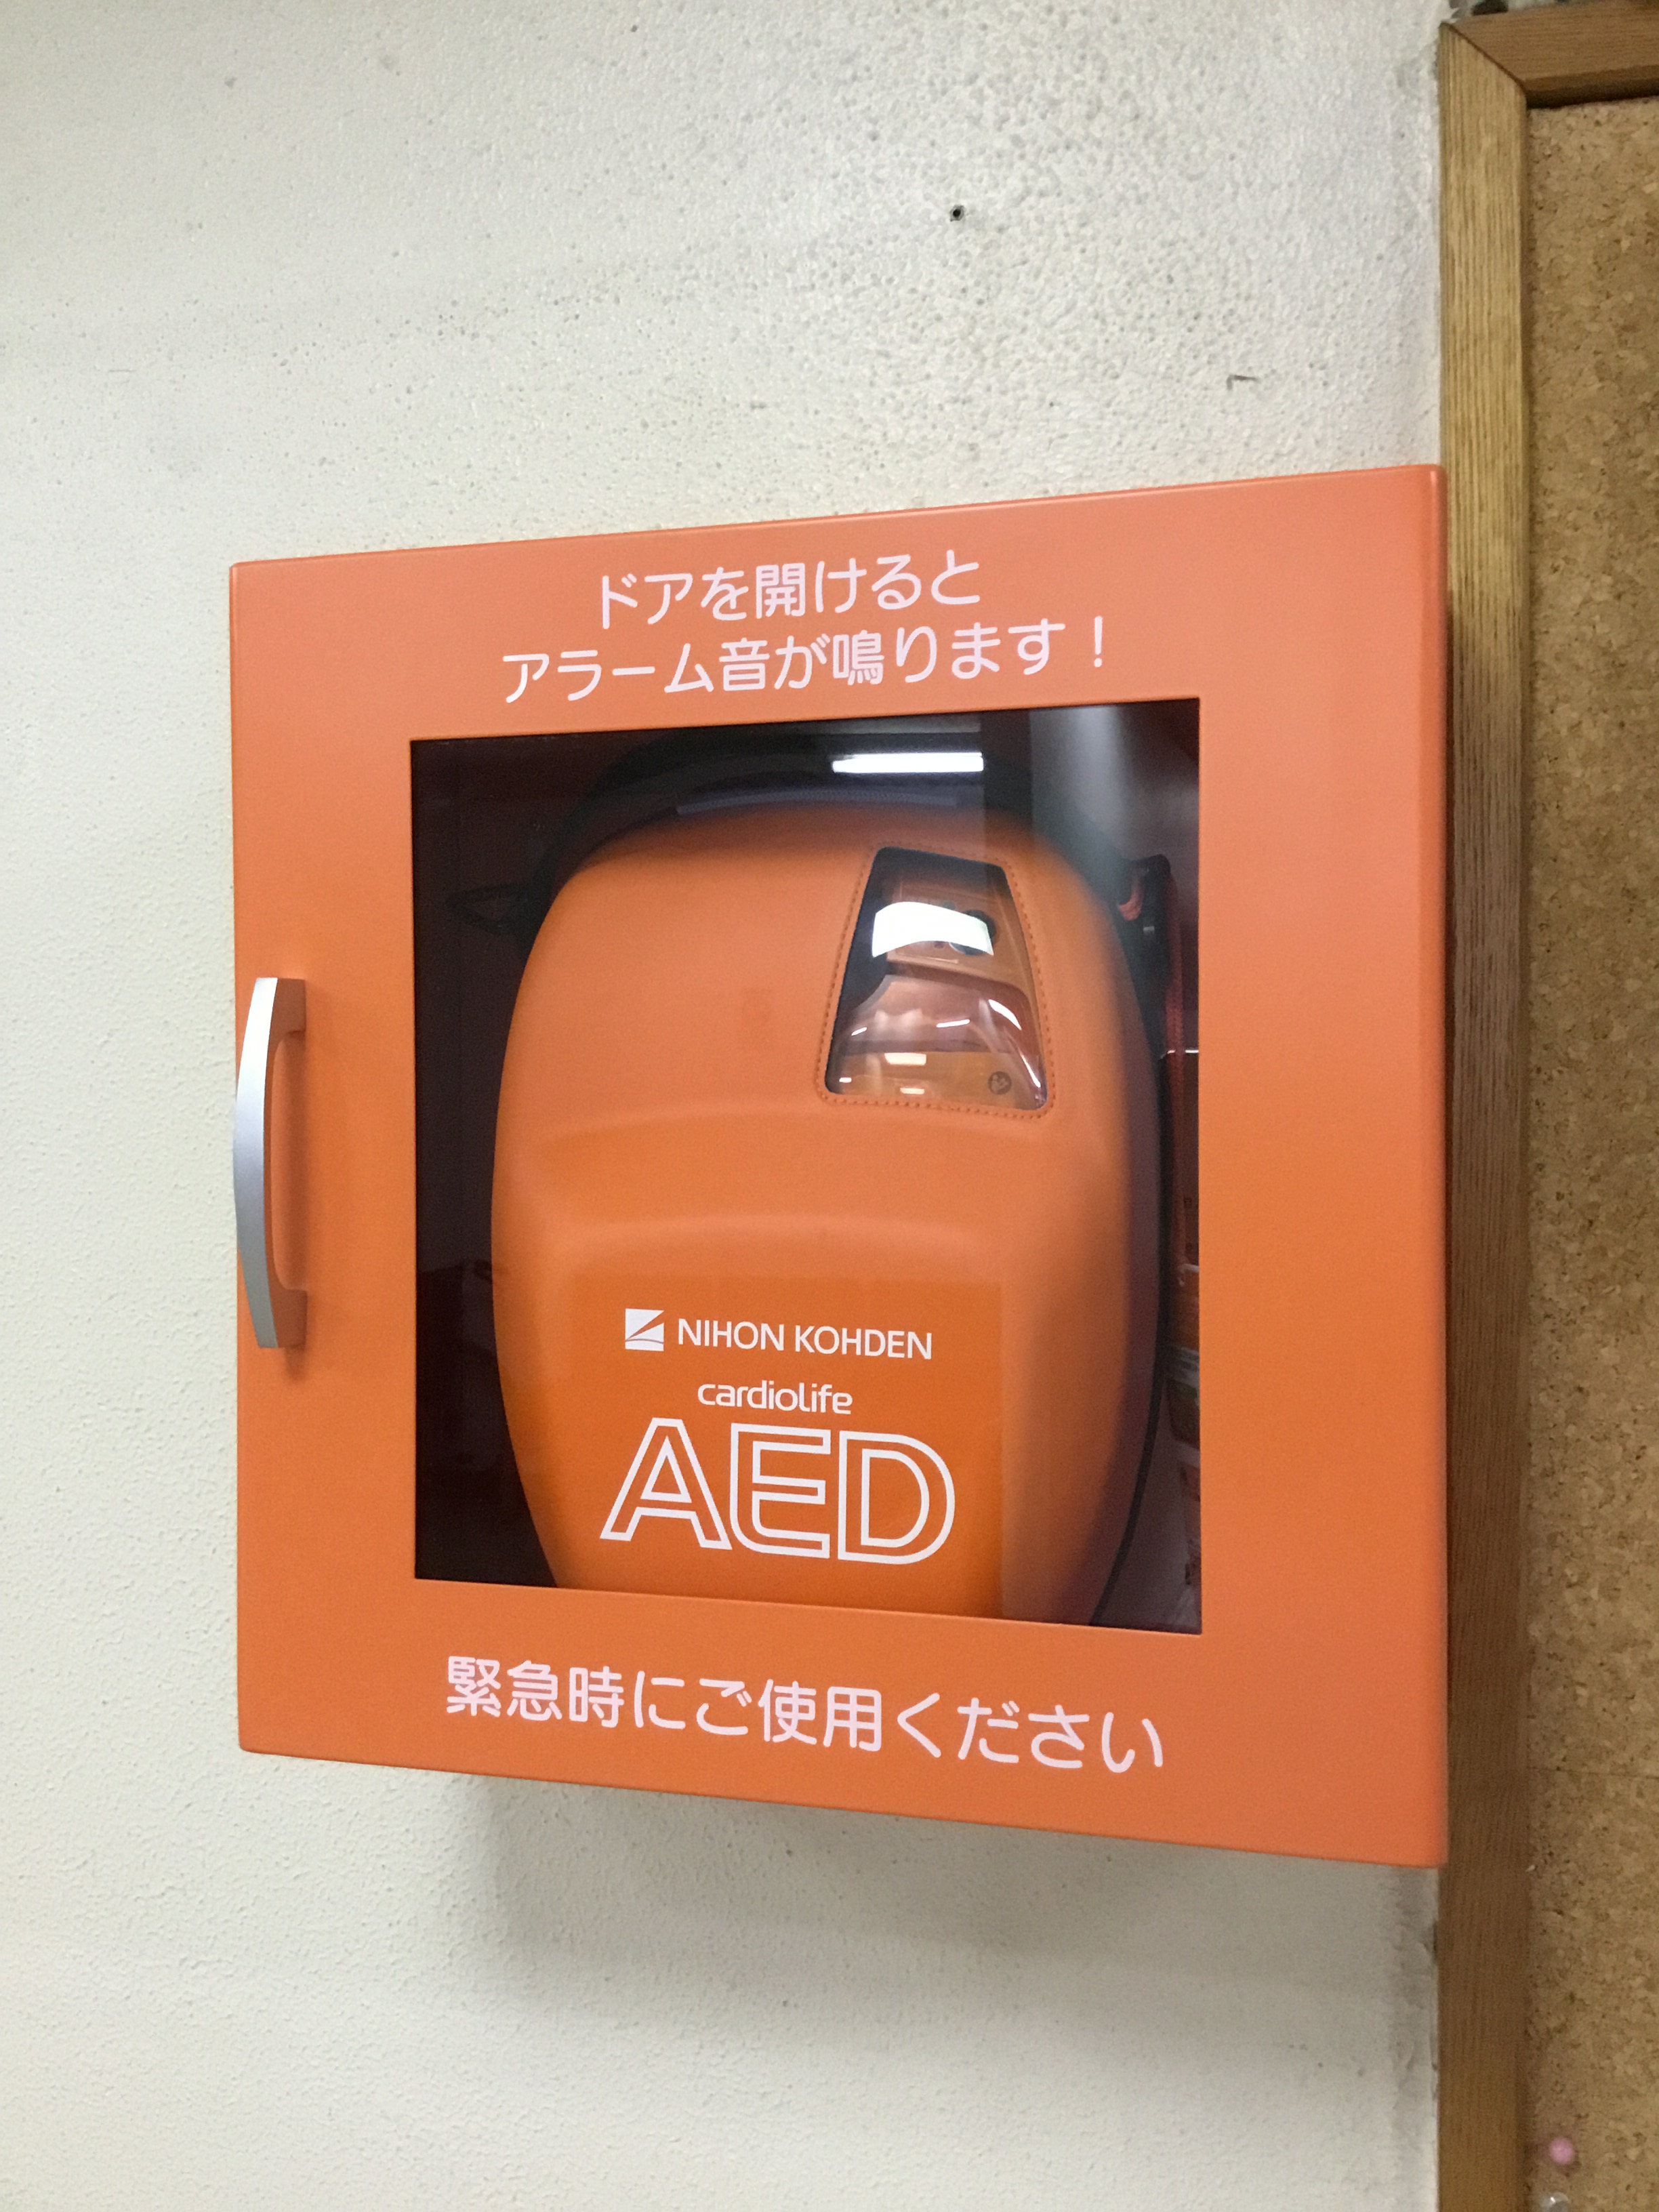 ドアを開けると
アラーム音が鳴ります！
NIHON KOHDEN
cardiolife
AED
緊急時にご使用ください